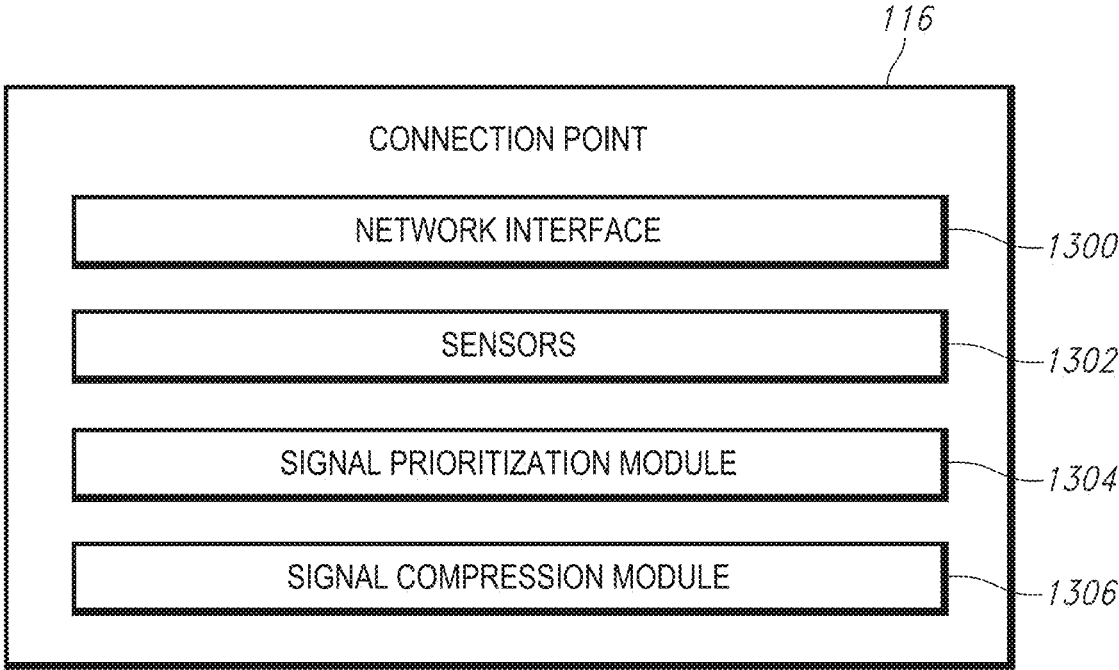 116
CONNECTION POINT
NETWORK INTERFACE
1300
SENSORS
1302
SIGNAL PRIORITIZATION MODULE
1304
SIGNAL COMPRESSION MODULE
1306